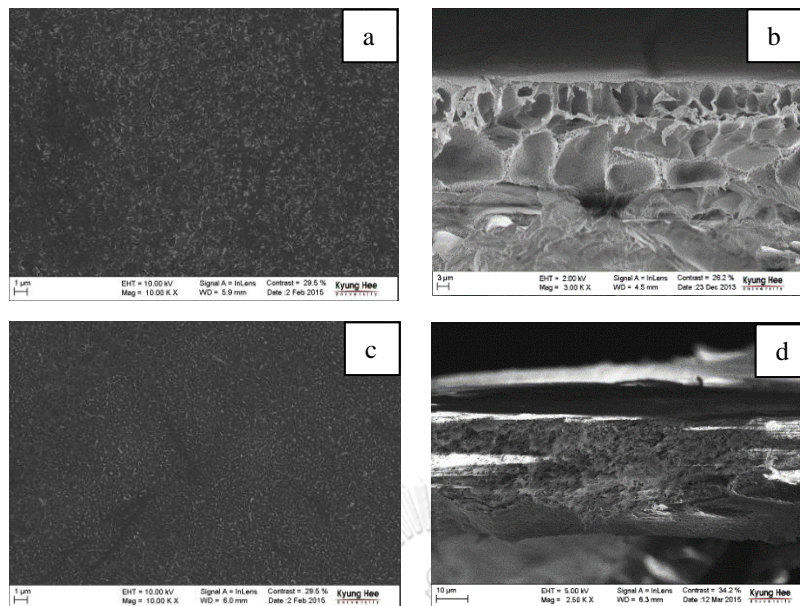 a
1 µm
EHT = 10.00 kV
Signal A = InLens
Contrast = 29.5 %
Kyung Hee
Mag = 10.00 K X
WD = 5.9 mm
Date :2 Feb 2015
University
b
3 µm
EHT = 2.00 kV
Signal A = InLens
Contrast = 26.2 %
Kyung Hee
Mag = 3.00 K X
WD = 4.5 mm
Date :23 Dec 2013
University
c
1 µm
EHT = 10.00 kV
Signal A = InLens
Contrast = 29.5 %
Kyung Hee
Mag = 10.00 K X
WD = 6.0 mm
Date :2 Feb 2015
University
d
10 µm
EHT = 5.00 kV
Signal A = InLens
Contrast = 34.2 %
Kyung Hee
Mag = 2.50 K X
WD = 6.3 mm
Date :12 Mar 2015
University